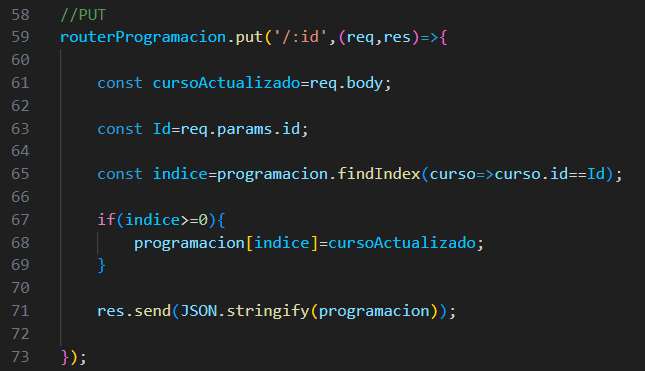 58 //PUT
59 routerProgramacion.put('/:id',(req,res)=>{
60
61 const cursoActualizado=req.body;
62
63 const Id=req.params.id;
64
65 const indice=programacion.findIndex(curso=>curso.id==Id);
66
67 if(indice>=0){
68 programacion[indice]=cursoActualizado;
69 }
70
71 res.send(JSON.stringify(programacion));
72
73 });